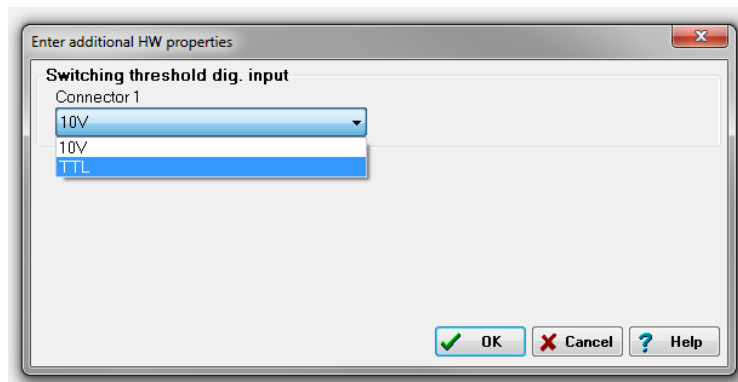 Enter additional HW properties
Switching threshold dig. input
Connector 1
10V
10V
TTL
OK Cancel ? Help